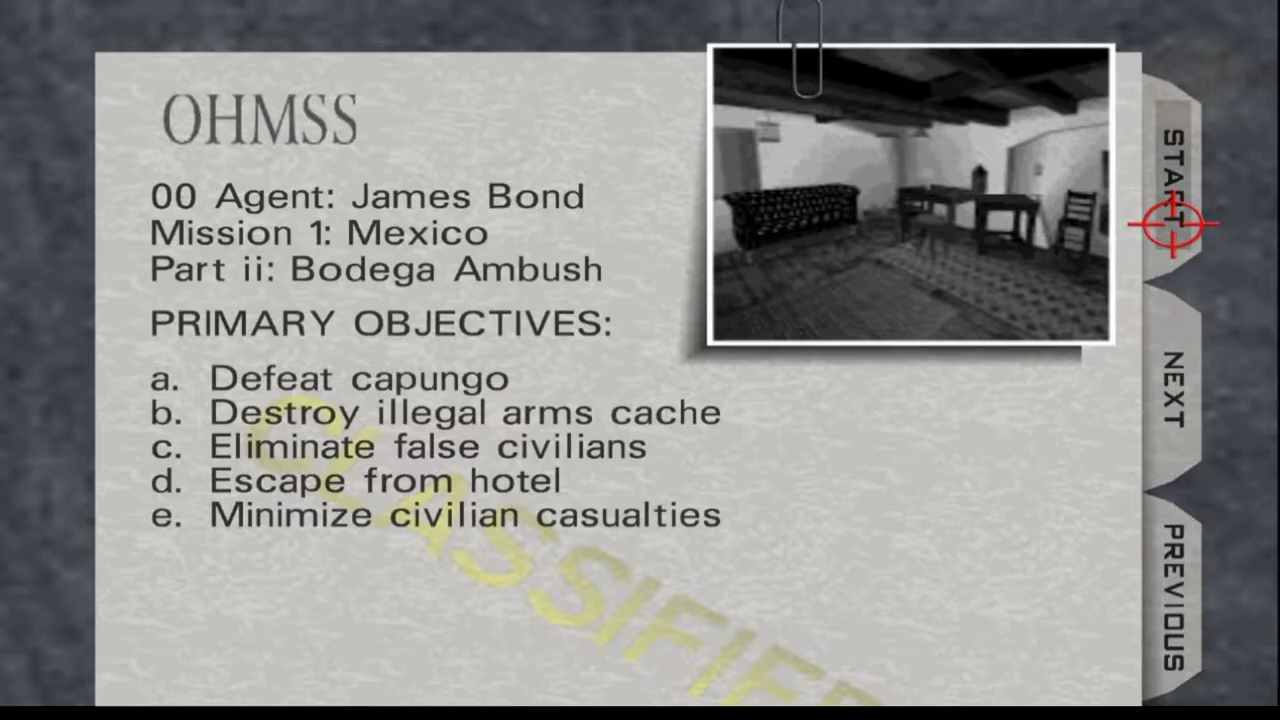 OHMSS
00 Agent: James Bond
Mission 1: Mexico
Part ii: Bodega Ambush
PRIMARY OBJECTIVES:
a. Defeat capungo
b. Destroy illegal arms cache
c. Eliminate false civilians
d. Escape from hotel
e. Minimize civilian casualties
CLASSIFIED
START
NEXT
PREVIOUS